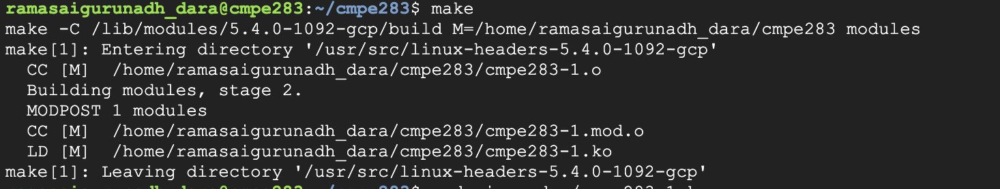 ramasaigurunadh_dara@cmpe283:~/cmpe283$ make
make -C /lib/modules/5.4.0-1092-gcp/build M=/home/ramasaigurunadh_dara/cmpe283 modules
make[1]: Entering directory '/usr/src/linux-headers-5.4.0-1092-gcp'
  CC [M]  /home/ramasaigurunadh_dara/cmpe283/cmpe283-1.o
  Building modules, stage 2.
  MODPOST 1 modules
  CC [M]  /home/ramasaigurunadh_dara/cmpe283/cmpe283-1.mod.o
  LD [M]  /home/ramasaigurunadh_dara/cmpe283/cmpe283-1.ko
make[1]: Leaving directory '/usr/src/linux-headers-5.4.0-1092-gcp'
ramasaigurunadh_dara@cmpe283:~/cmpe283$